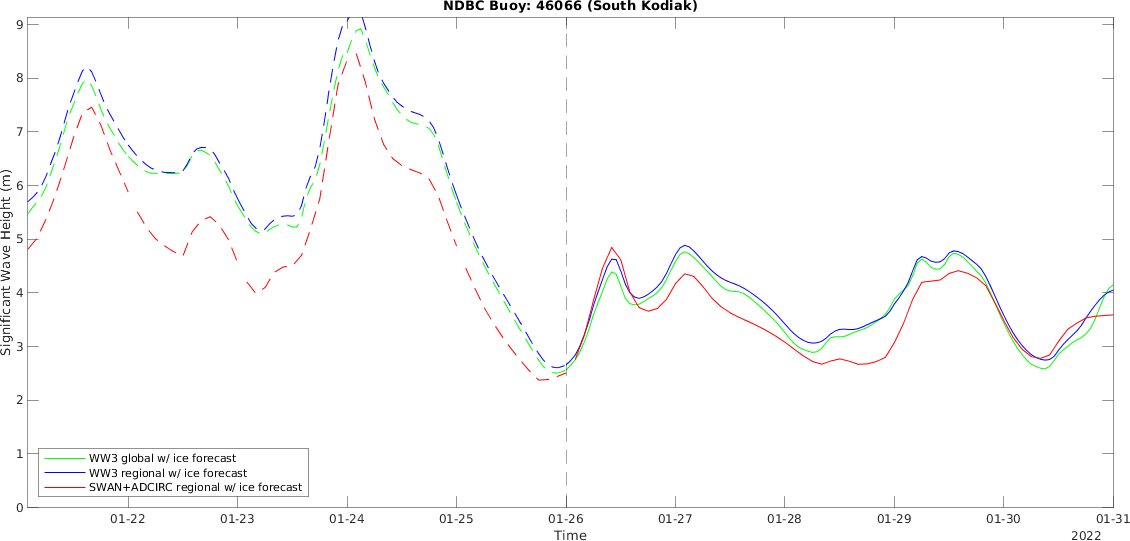 NDBC Buoy: 46066 (South Kodiak)
9
8
7
6
5
4
3
2
1
0
Significant Wave Height (m)
WW3 global w/ ice forecast
WW3 regional w/ ice forecast
SWAN+ADCIRC regional w/ ice forecast
01-22 01-23 01-24 01-25 01-26 01-27 01-28 01-29 01-30 01-31
Time 2022